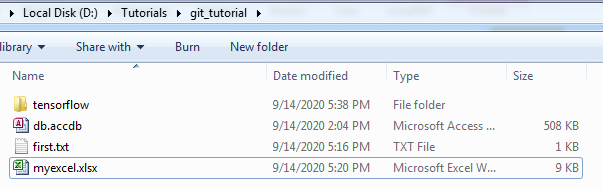 Local Disk (D:) Tutorials git_tutorial
library Share with Burn New folder
Name Date modified Type Size
tensorflow 9/14/2020 5:38 PM File folder
db.accdb 9/14/2020 2:04 PM Microsoft Access ... 508 KB
first.txt 9/14/2020 5:16 PM TXT File 1 KB
myexcel.xlsx 9/14/2020 5:20 PM Microsoft Excel W... 9 KB